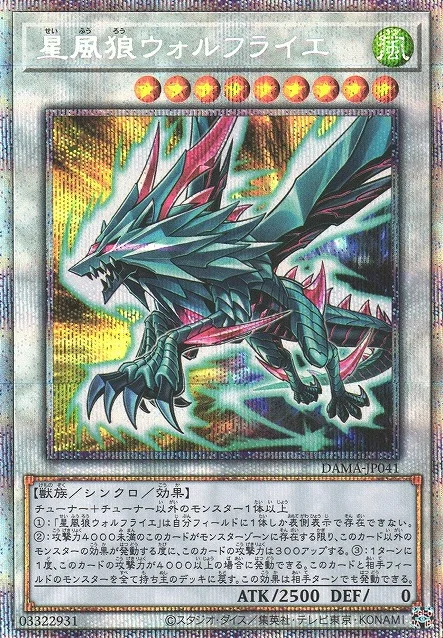 星風狼ウォルフライエ
せいふうろう
風
DAMA-JP041
【獣族／シンクロ／効果】
チューナー＋チューナー以外のモンスター1体以上
①：「星風狼ウォルフライエ」は自分フィールドに1体しか表側表示で存在できない。
②：攻撃力4000未満のこのカードがモンスターゾーンに存在する限り、このカード以外の
モンスターの効果が発動する度に、このカードの攻撃力は300アップする。③：1ターンに
1度、このカードの攻撃力が4000以上の場合に発動できる。このカードと相手フィー
ルドのモンスターを全て持ち主のデッキに戻す。この効果は相手ターンでも発動できる。
ATK/2500 DEF/ 0
03322931
©スタジオ・ダイス/集英社・テレビ東京・KONAMI